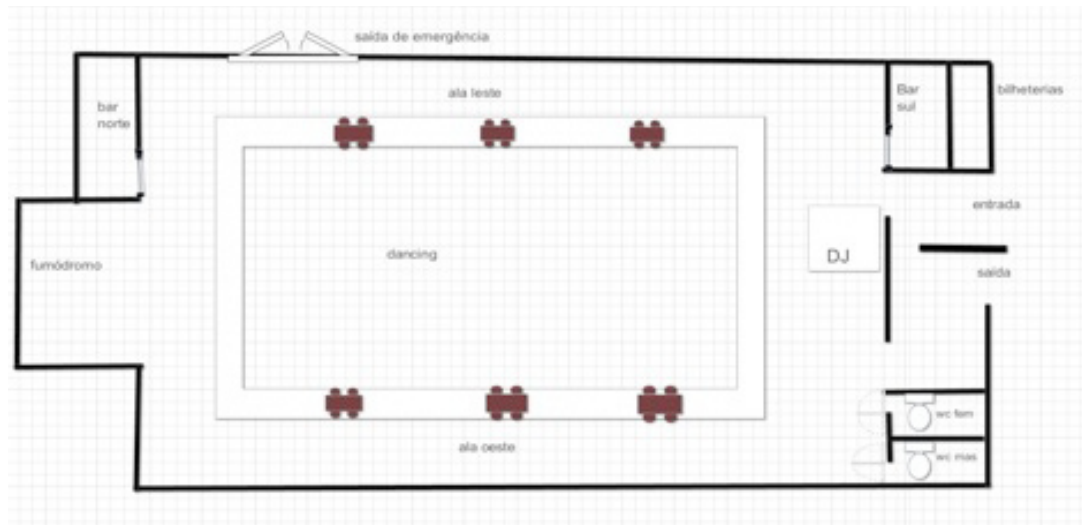 saída de emergência
ala leste
bar
norte
Bar
sul
bilheterias
entrada
fumódromo
dancing
DJ
saída
wc fem
ala oeste
wc mas